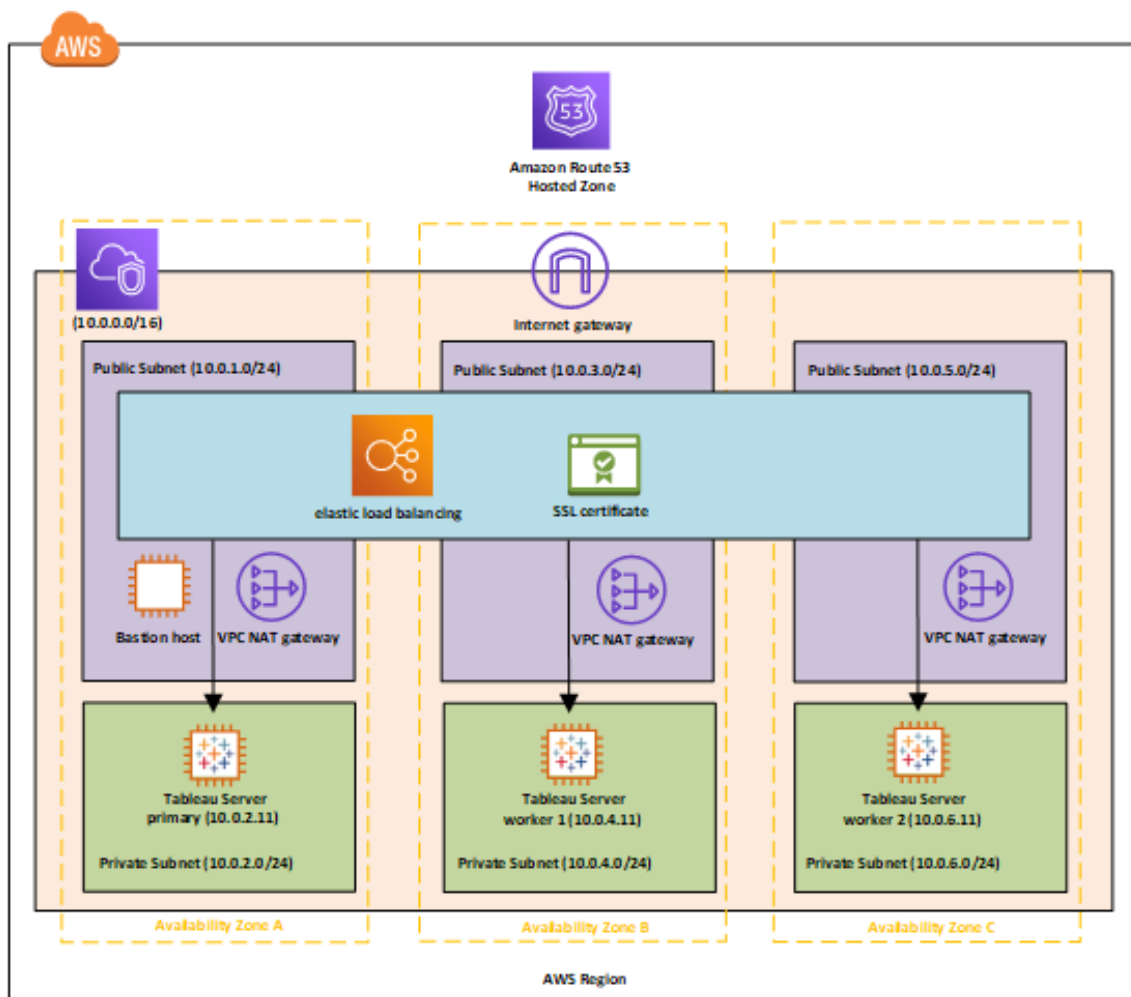 AWS
53
Amazon Route 53
Hosted Zone
(10.0.0.0/16)
Internet gateway
Public Subnet (10.0.1.0/24)
Public Subnet (10.0.3.0/24)
Public Subnet (10.0.5.0/24)
elastic load balancing
SSL certificate
Bastion host
VPC NAT gateway
VPC NAT gateway
VPC NAT gateway
Tableau Server
primary (10.0.2.11)
Private Subnet (10.0.2.0/24)
Tableau Server
worker 1 (10.0.4.11)
Private Subnet (10.0.4.0/24)
Tableau Server
worker 2 (10.0.6.11)
Private Subnet (10.0.6.0/24)
Availability Zone A
Availability Zone B
Availability Zone C
AWS Region